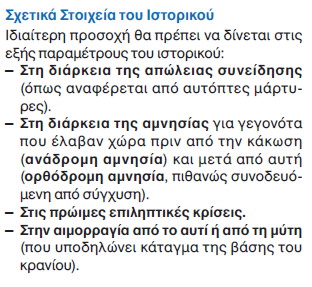 Σχετικά Στοιχεία του Ιστορικού
Ιδιαίτερη προσοχή θα πρέπει να δίνεται στις
εξής παραμέτρους του ιστορικού:
– Στη διάρκεια της απώλειας συνείδησης
(όπως αναφέρεται από αυτόπτες μάρτυ-
ρες).
– Στη διάρκεια της αμνησίας για γεγονότα
που έλαβαν χώρα πριν από την κάκωση
(ανάδρομη αμνησία) και μετά από αυτή
(ορθόδρομη αμνησία, πιθανώς συνοδευό-
μενη από σύγχυση).
– Στις πρώιμες επιληπτικές κρίσεις.
– Στην αιμορραγία από το αυτί ή από τη μύτη
(που υποδηλώνει κάταγμα της βάσης του
κρανίου).